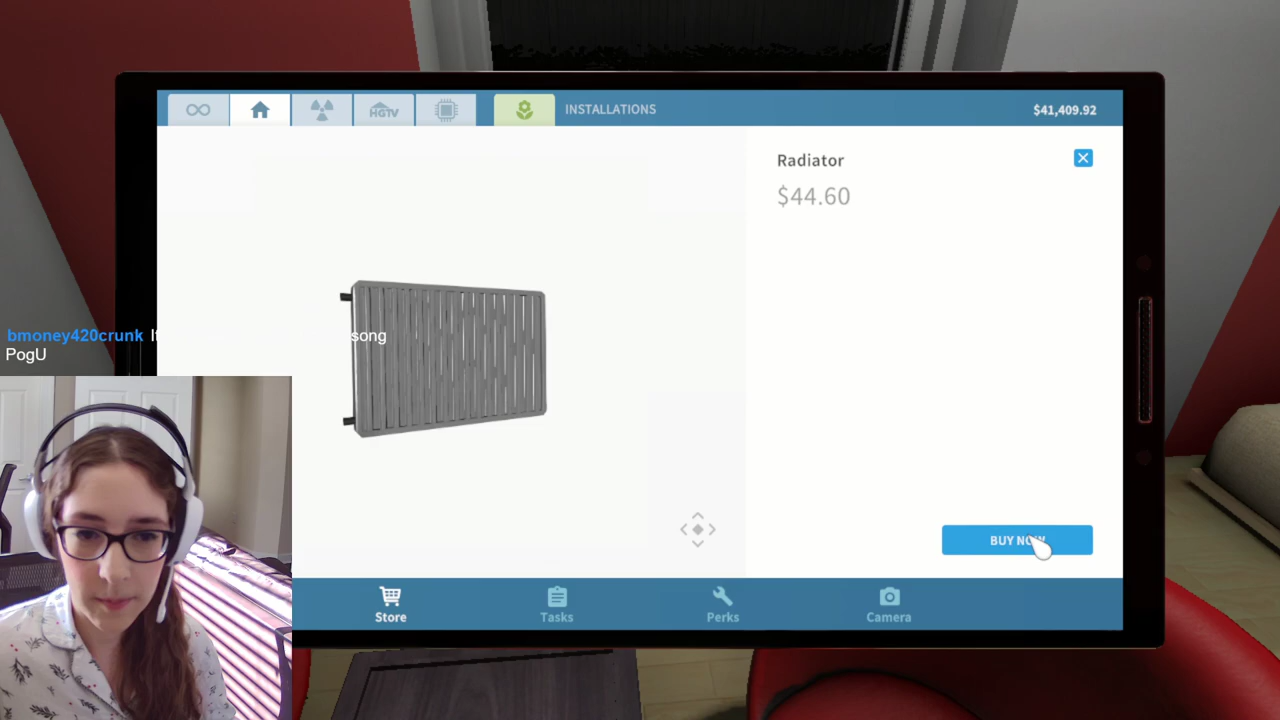 HGTV
INSTALLATIONS
$41,409.92
Radiator
$44.60
bmoney420crunk song
PogU
BUY NOW
Store
Tasks
Perks
Camera